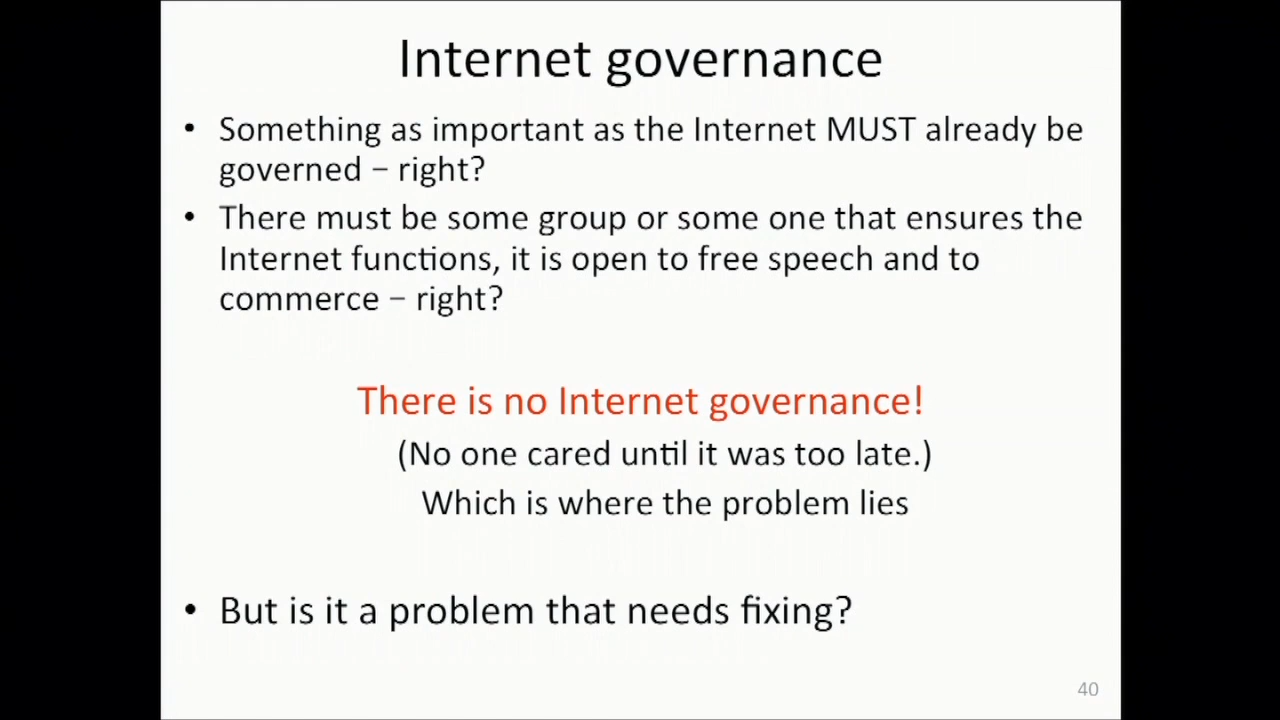 Internet governance
• Something as important as the Internet MUST already be
governed – right?
• There must be some group or some one that ensures the
Internet functions, it is open to free speech and to
commerce – right?
There is no Internet governance!
(No one cared until it was too late.)
Which is where the problem lies
• But is it a problem that needs fixing?
40